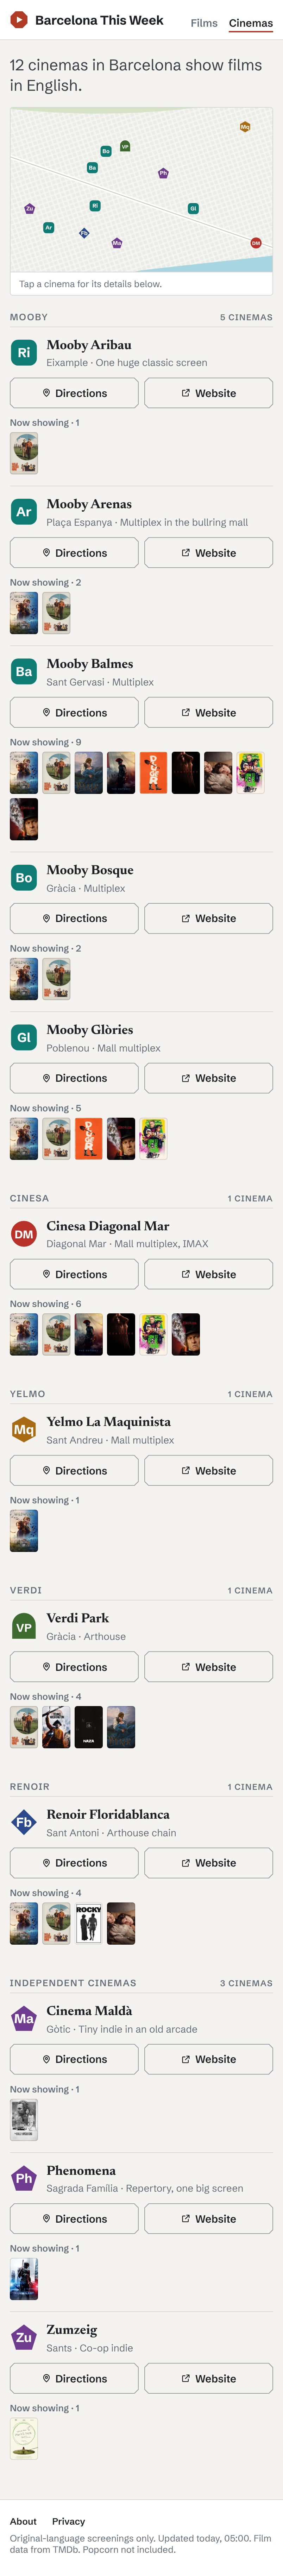 Barcelona This Week
Films
Cinemas
12 cinemas in Barcelona show films
in English.
Mq
Bo
VP
Ba
Ph
Zu
Ri
Gl
Ar
Fb
Ma
DM
Tap a cinema for its details below.
MOOBY
5 CINEMAS
Ri
Mooby Aribau
Eixample · One huge classic screen
Directions
Website
Now showing · 1
Ar
Mooby Arenas
Plaça Espanya · Multiplex in the bullring mall
Directions
Website
Now showing · 2
Ba
Mooby Balmes
Sant Gervasi · Multiplex
Directions
Website
Now showing · 9
Bo
Mooby Bosque
Gràcia · Multiplex
Directions
Website
Now showing · 2
Gl
Mooby Glòries
Poblenou · Mall multiplex
Directions
Website
Now showing · 5
CINESA
1 CINEMA
DM
Cinesa Diagonal Mar
Diagonal Mar · Mall multiplex, IMAX
Directions
Website
Now showing · 6
YELMO
1 CINEMA
Mq
Yelmo La Maquinista
Sant Andreu · Mall multiplex
Directions
Website
Now showing · 1
VERDI
1 CINEMA
VP
Verdi Park
Gràcia · Arthouse
Directions
Website
Now showing · 4
NAZA
RENOIR
1 CINEMA
Fb
Renoir Floridablanca
Sant Antoni · Arthouse chain
Directions
Website
Now showing · 4
ROCKY
INDEPENDENT CINEMAS
3 CINEMAS
Ma
Cinema Maldà
Gòtic · Tiny indie in an old arcade
Directions
Website
Now showing · 1
Ph
Phenomena
Sagrada Família · Repertory, one big screen
Directions
Website
Now showing · 1
Zu
Zumzeig
Sants · Co-op indie
Directions
Website
Now showing · 1
About
Privacy
Original-language screenings only. Updated today, 05:00. Film
data from TMDb. Popcorn not included.